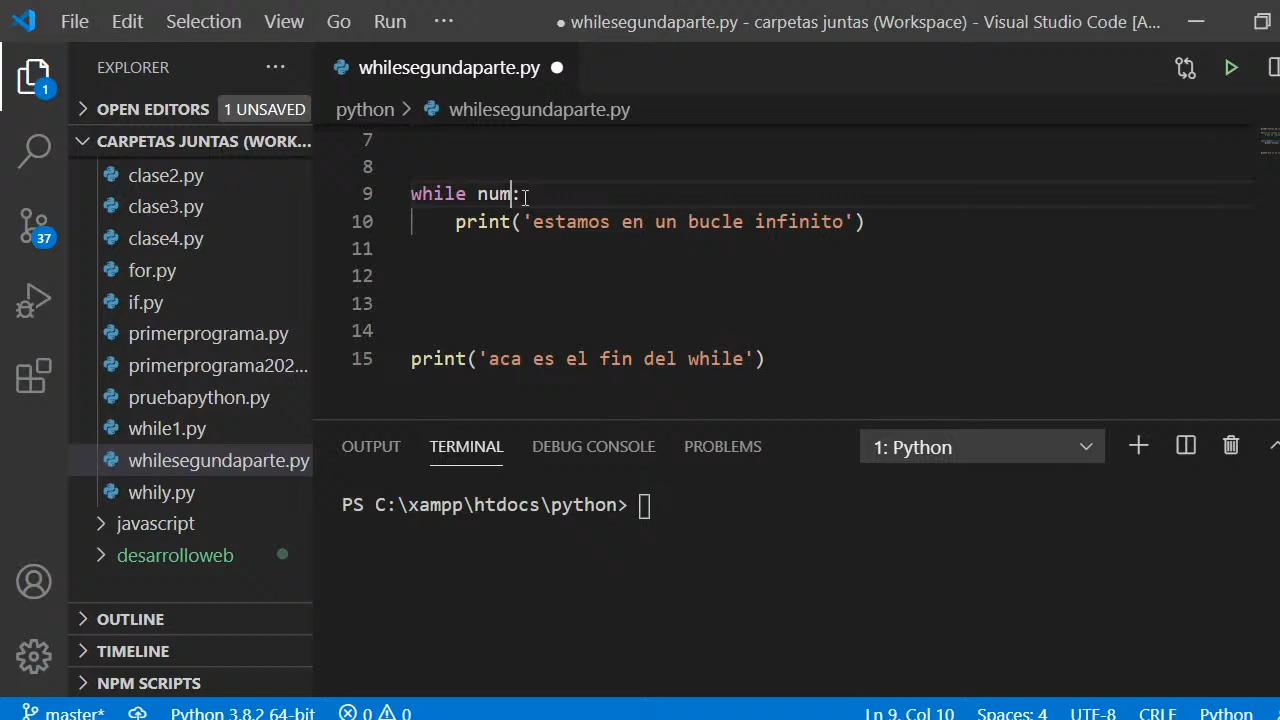 File Edit Selection View Go Run ··· ● whilesegundaparte.py - carpetas juntas (Workspace) - Visual Studio Code [A...
EXPLORER ···
whilesegundaparte.py ●
1
OPEN EDITORS 1 UNSAVED
python > whilesegundaparte.py
CARPETAS JUNTAS (WORK...
clase2.py
clase3.py
clase4.py
for.py
if.py
primerprograma.py
primerprograma202...
pruebapython.py
while1.py
whilesegundaparte.py
whily.py
javascript
desarrolloweb
OUTLINE
TIMELINE
NPM SCRIPTS
37
7
8
9 while num:
10 print('estamos en un bucle infinito')
11
12
13
14
15 print('aca es el fin del while')
OUTPUT TERMINAL DEBUG CONSOLE PROBLEMS 1: Python
PS C:\xampp\htdocs\python>
master* Python 3.8.2 64-bit 0 0 Ln 9, Col 10 Spaces: 4 UTF-8 CRLF Python